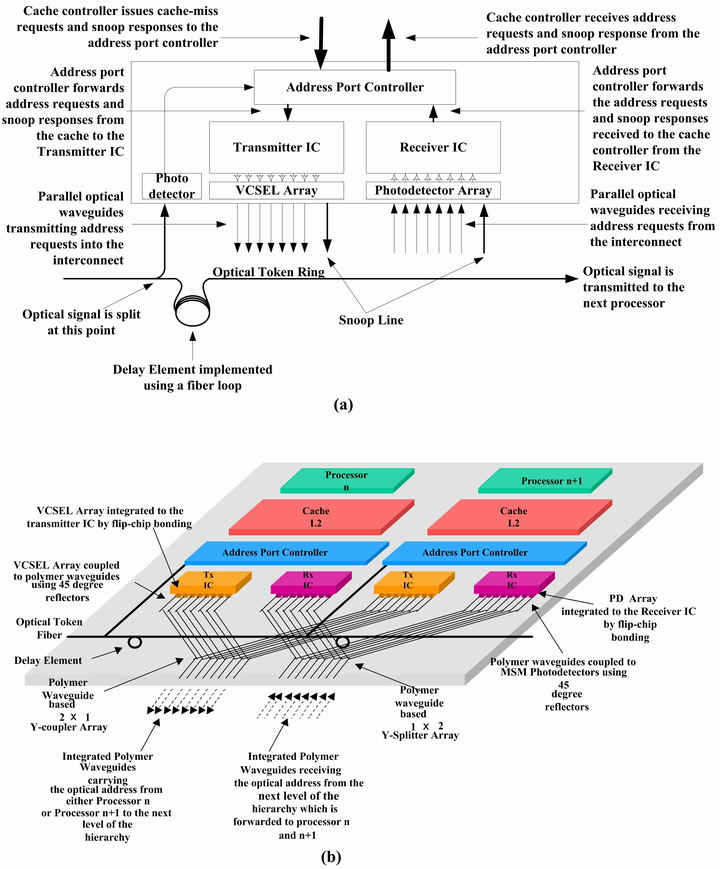 Cache controller issues cache-miss
requests and snoop responses to the
address port controller
Cache controller receives address
requests and snoop response from the
address port controller
Address port
controller forwards
address requests and
snoop responses from
the cache to the
Transmitter IC
Address Port Controller
Address port
controller forwards
the address requests
and snoop responses
received to the cache
controller from the
Receiver IC
Transmitter IC
Receiver IC
Photo
detector
VCSEL Array
Photodetector Array
Parallel optical
waveguides
transmitting address
requests into the
interconnect
Parallel optical
waveguides receiving
address requests from
the interconnect
Optical Token Ring
Optical signal is
transmitted to the
next processor
Optical signal is split
at this point
Snoop Line
Delay Element implemented
using a fiber loop
(a)
Processor
n
Processor n+1
VCSEL Array integrated to the
transmitter IC by flip-chip bonding
Cache
L2
Cache
L2
Address Port Controller
Address Port Controller
VCSEL Array coupled
to polymer waveguides
using 45 degree
reflectors
Tx
IC
Rx
IC
Tx
IC
Rx
IC
PD Array
integrated to the Receiver IC
by flip-chip
bonding
Optical Token
Fiber
Delay Element
Polymer waveguides coupled to
MSM Photodetectors using
45
degree
reflectors
Polymer
Waveguide
based
2 X 1
Y-coupler Array
Polymer
waveguide
based
1 X 2
Y-Splitter Array
Integrated Polymer
Waveguides
carrying
the optical address from
either Processor n
or Processor n+1 to the next
level of the
hierarchy
Integrated Polymer
Waveguides receiving
the optical address from the
next level of the
hierarchy which is
forwarded to processor n
and n+1
(b)